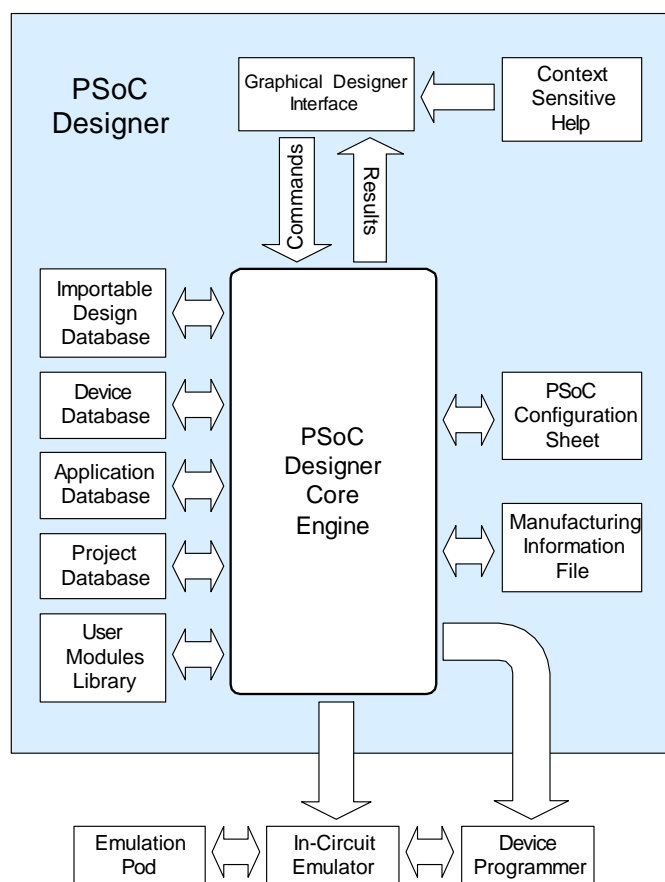 PSoC
Designer
Graphical Designer
Interface
Context
Sensitive
Help
Commands
Results
Importable
Design
Database
Device
Database
Application
Database
Project
Database
User
Modules
Library
PSoC
Designer
Core
Engine
PSoC
Configuration
Sheet
Manufacturing
Information
File
Emulation
Pod
In-Circuit
Emulator
Device
Programmer